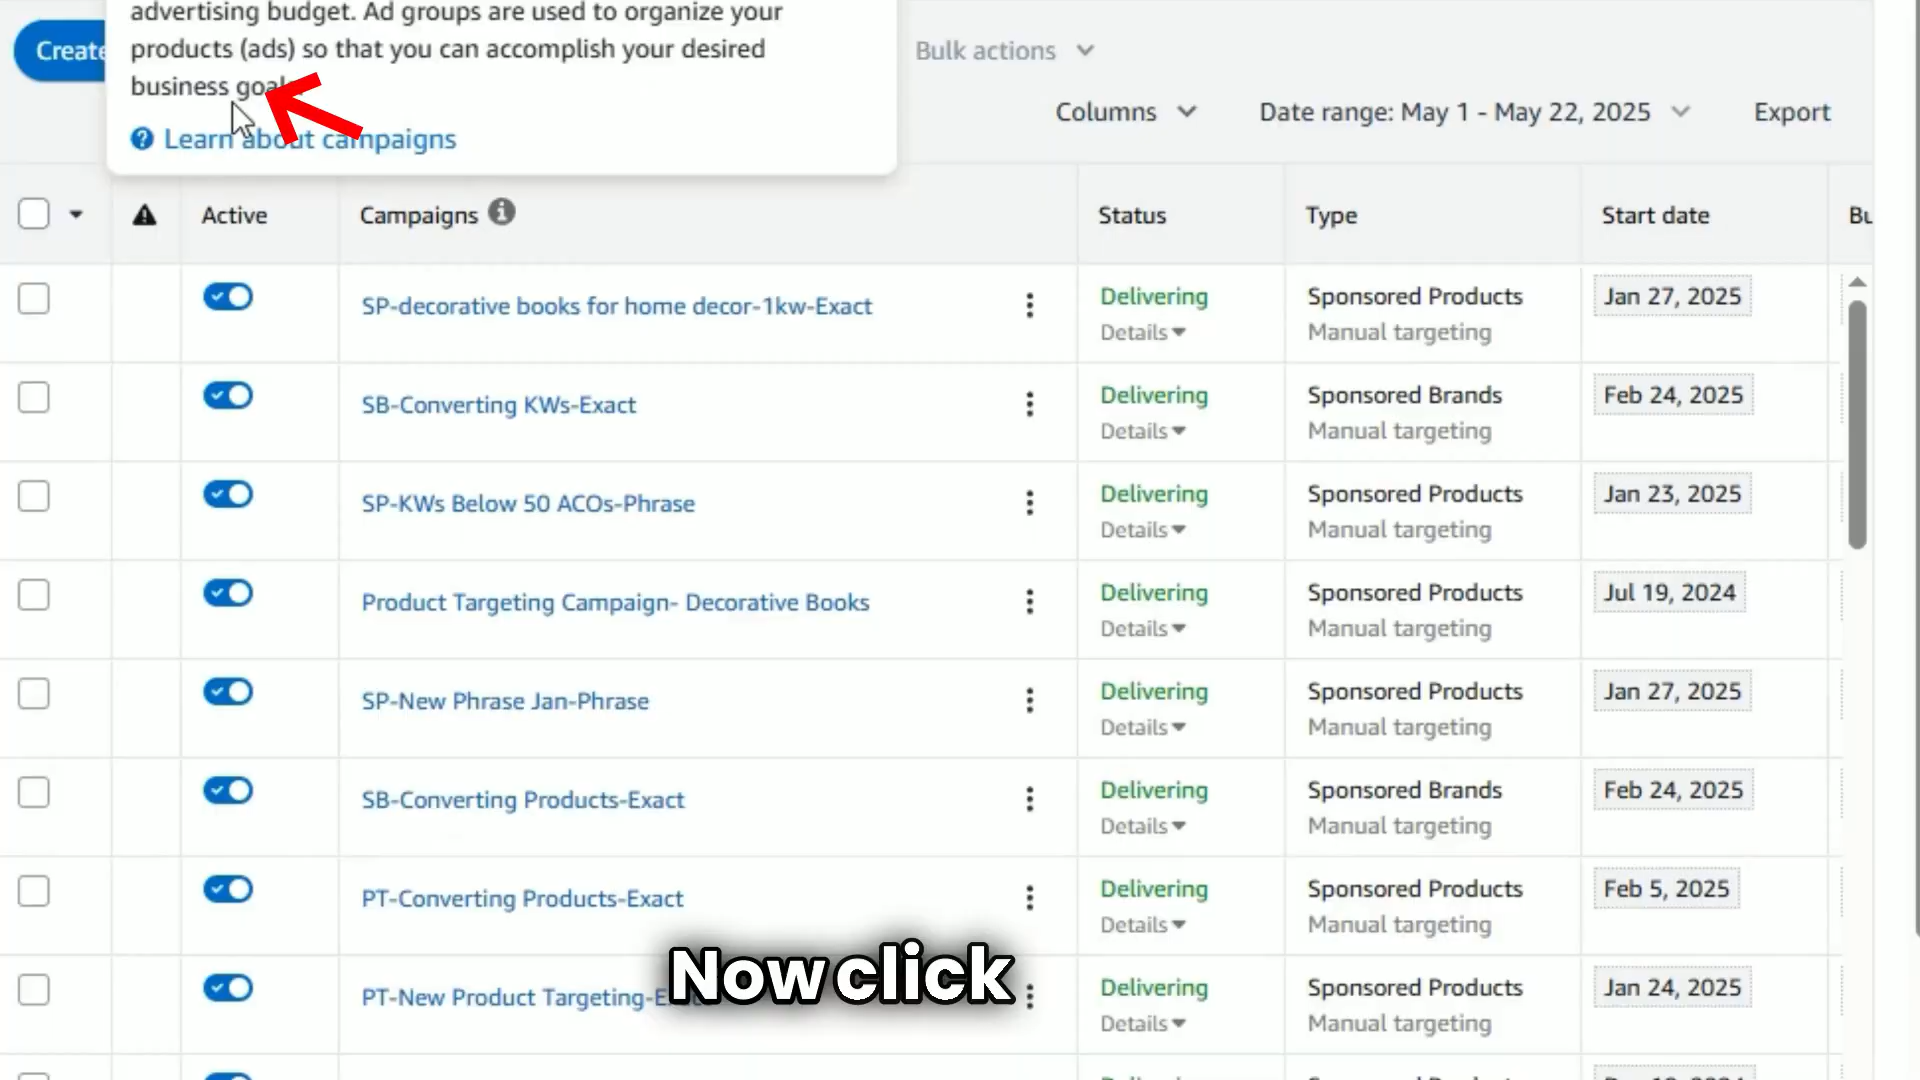 advertising budget. Ad groups are used to organize your
Create
products (ads) so that you can accomplish your desired
Bulk actions
business
Learn about campaigns
Columns
Date range: May 1 - May 22, 2025
Export
Active
Campaigns
Status
Type
Start date
SP-decorative books for home decor-1kw-Exact
Delivering
Details
Sponsored Products
Manual targeting
Jan 27, 2025
SB-Converting KWs-Exact
Delivering
Details
Sponsored Brands
Manual targeting
Feb 24, 2025
SP-KWs Below 50 ACOs-Phrase
Delivering
Details
Sponsored Products
Manual targeting
Jan 23, 2025
Product Targeting Campaign- Decorative Books
Delivering
Details
Sponsored Products
Manual targeting
Jul 19, 2024
SP-New Phrase Jan-Phrase
Delivering
Details
Sponsored Products
Manual targeting
Jan 27, 2025
SB-Converting Products-Exact
Delivering
Details
Sponsored Brands
Manual targeting
Feb 24, 2025
PT-Converting Products-Exact
Delivering
Details
Sponsored Products
Manual targeting
Feb 5, 2025
Now click
PT-New Product Targeting-
Delivering
Details
Sponsored Products
Manual targeting
Jan 24, 2025